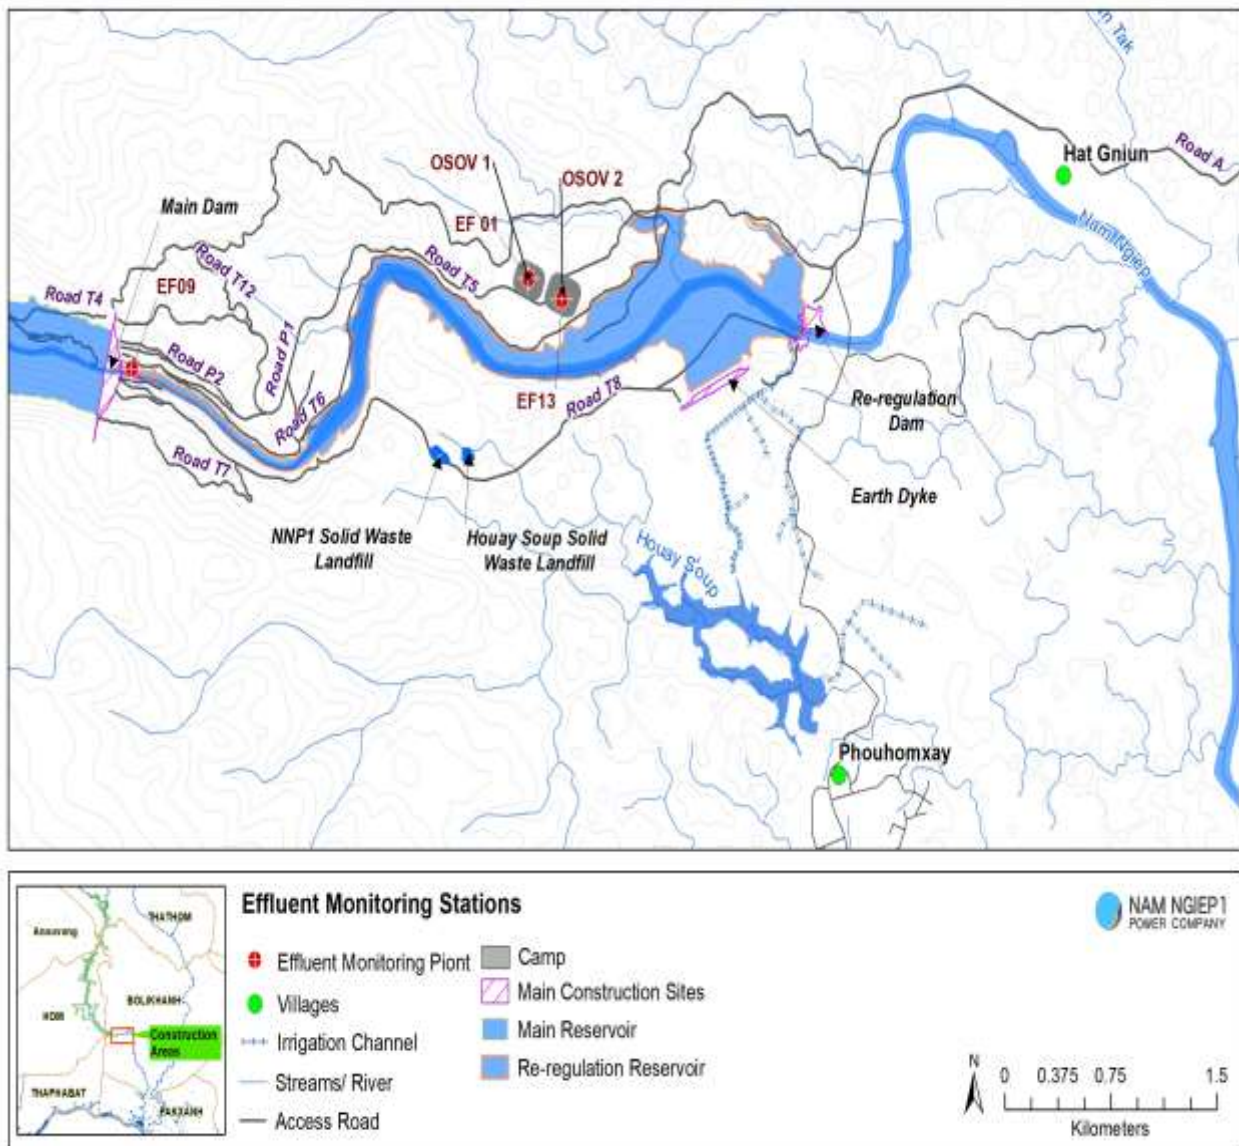 an Tak
Road A
Hat Gniun
OSOV 1
OSOV 2
EF 01
Main Dam
Nam Ngiep
Road T12
Road T5
EF09
Road T4
Road P2
Road P1
Road T6
EF13
Road T8
Re-regulation
Dam
Road T7
Earth Dyke
NNP1 Solid Waste
Landfill
Houay Soup Solid
Waste Landfill
Houay Soup
Phouhomxay
Effluent Monitoring Stations
Effluent Monitoring Piont
Villages
Irrigation Channel
Streams/ River
Access Road
Camp
Main Construction Sites
Main Reservoir
Re-regulation Reservoir
NAM NGIEP1
POWER COMPANY
THATHOM
BOLIKHANH
HOM
Construction
Areas
THAPHABAT
N
0 0.375 0.75 1.5
Kilometers